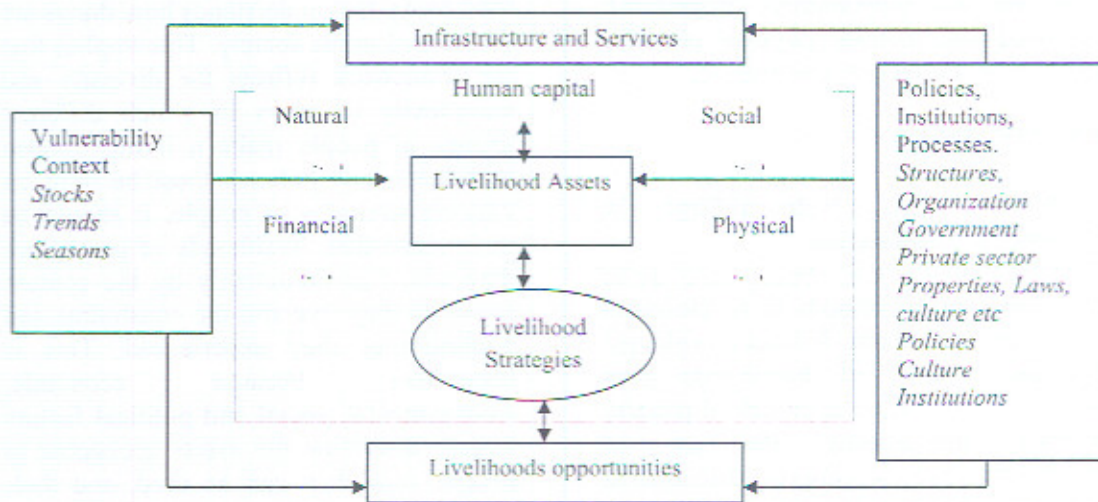 Infrastructure and Services
Human capital
Natural
Social
Vulnerability
Context
Stocks
Trends
Seasons
Livelihood Assets
Financial
Physical
Livelihood
Strategies
Livelihoods opportunities
Policies,
Institutions,
Processes.
Structures,
Organization
Government
Private sector
Properties, Laws,
culture etc
Policies
Culture
Institutions